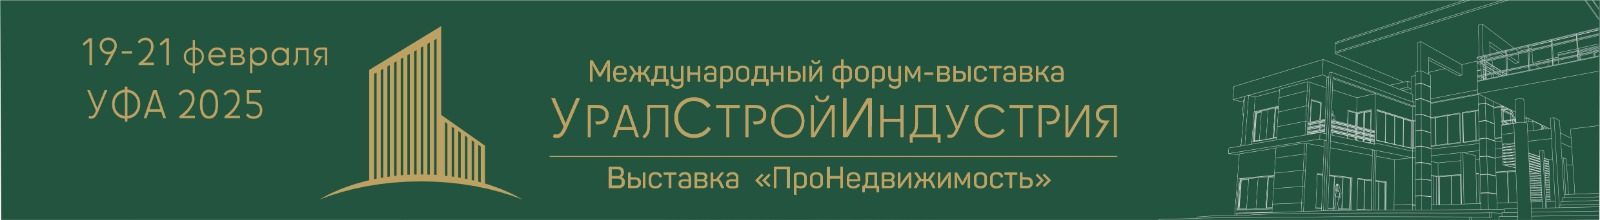 19-21 февраля
УФА 2025
Международный форум-выставка
УралСтройИндустрия
Выставка «ПроНедвижимость»